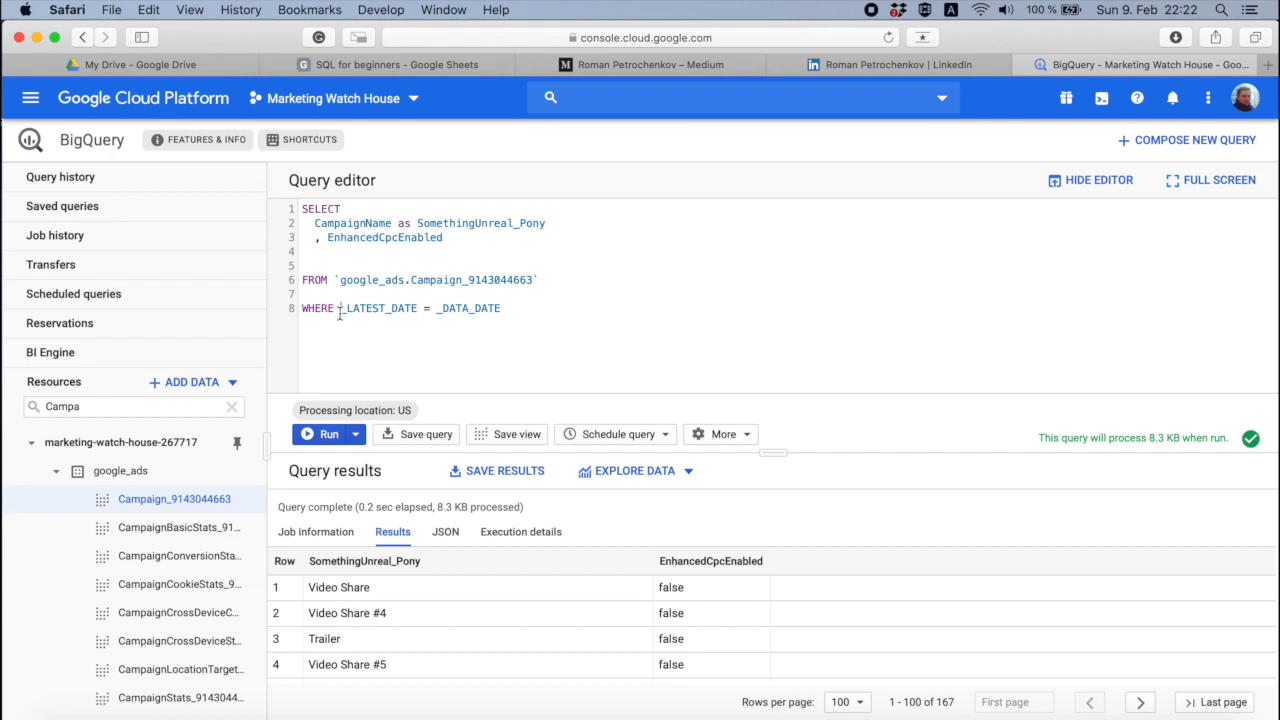 Safari File Edit View History Bookmarks Develop Window Help 2 A 100 % Sun 9. Feb 22:22
console.cloud.google.com
My Drive - Google Drive
SQL for beginners - Google Sheets
Roman Petrochenkov – Medium
Roman Petrochenkov | LinkedIn
BigQuery - Marketing Watch House - Goo...
Google Cloud Platform Marketing Watch House
BigQuery FEATURES & INFO SHORTCUTS COMPOSE NEW QUERY
Query history
Saved queries
Job history
Transfers
Scheduled queries
Reservations
BI Engine
Resources ADD DATA
Campa
marketing-watch-house-267717
google_ads
Campaign_9143044663
CampaignBasicStats_91...
CampaignConversionSta...
CampaignCookieStats_9...
CampaignCrossDeviceC...
CampaignCrossDeviceSt...
CampaignLocationTarget...
CampaignStats_9143044...
Query editor HIDE EDITOR FULL SCREEN
1 SELECT
2 CampaignName as SomethingUnreal_Pony
3 , EnhancedCpcEnabled
4
5
6 FROM `google_ads.Campaign_9143044663`
7
8 WHERE _LATEST_DATE = _DATA_DATE
Processing location: US
Run Save query Save view Schedule query More
This query will process 8.3 KB when run.
Query results SAVE RESULTS EXPLORE DATA
Query complete (0.2 sec elapsed, 8.3 KB processed)
Job information Results JSON Execution details
Row SomethingUnreal_Pony EnhancedCpcEnabled
1 Video Share false
2 Video Share #4 false
3 Trailer false
4 Video Share #5 false
Rows per page: 100 1 - 100 of 167 First page Last page